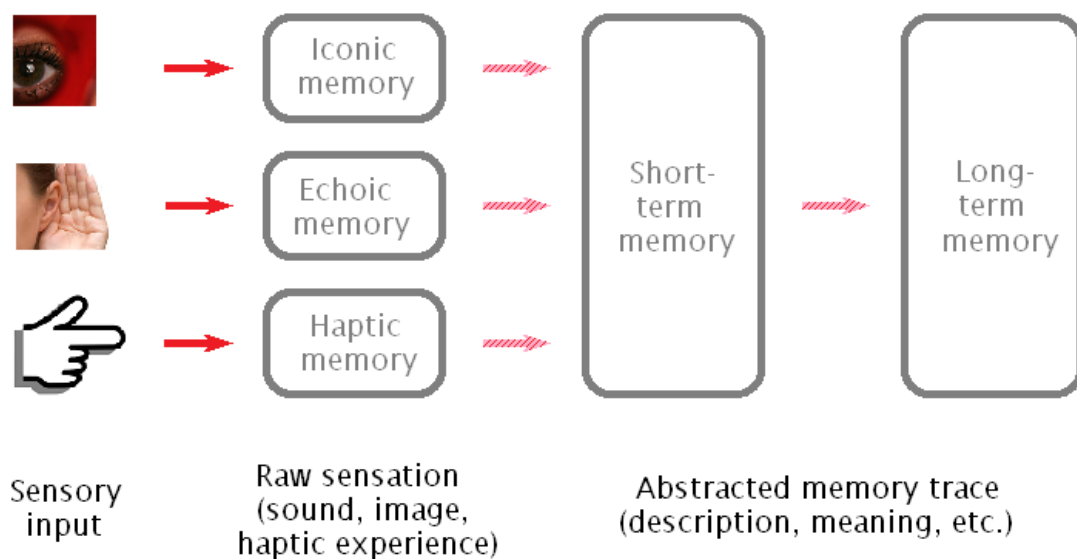 Iconic
memory
Echoic
memory
Haptic
memory
Short-
term
memory
Long-
term
memory
Sensory
input
Raw sensation
(sound, image,
haptic experience)
Abstracted memory trace
(description, meaning, etc.)